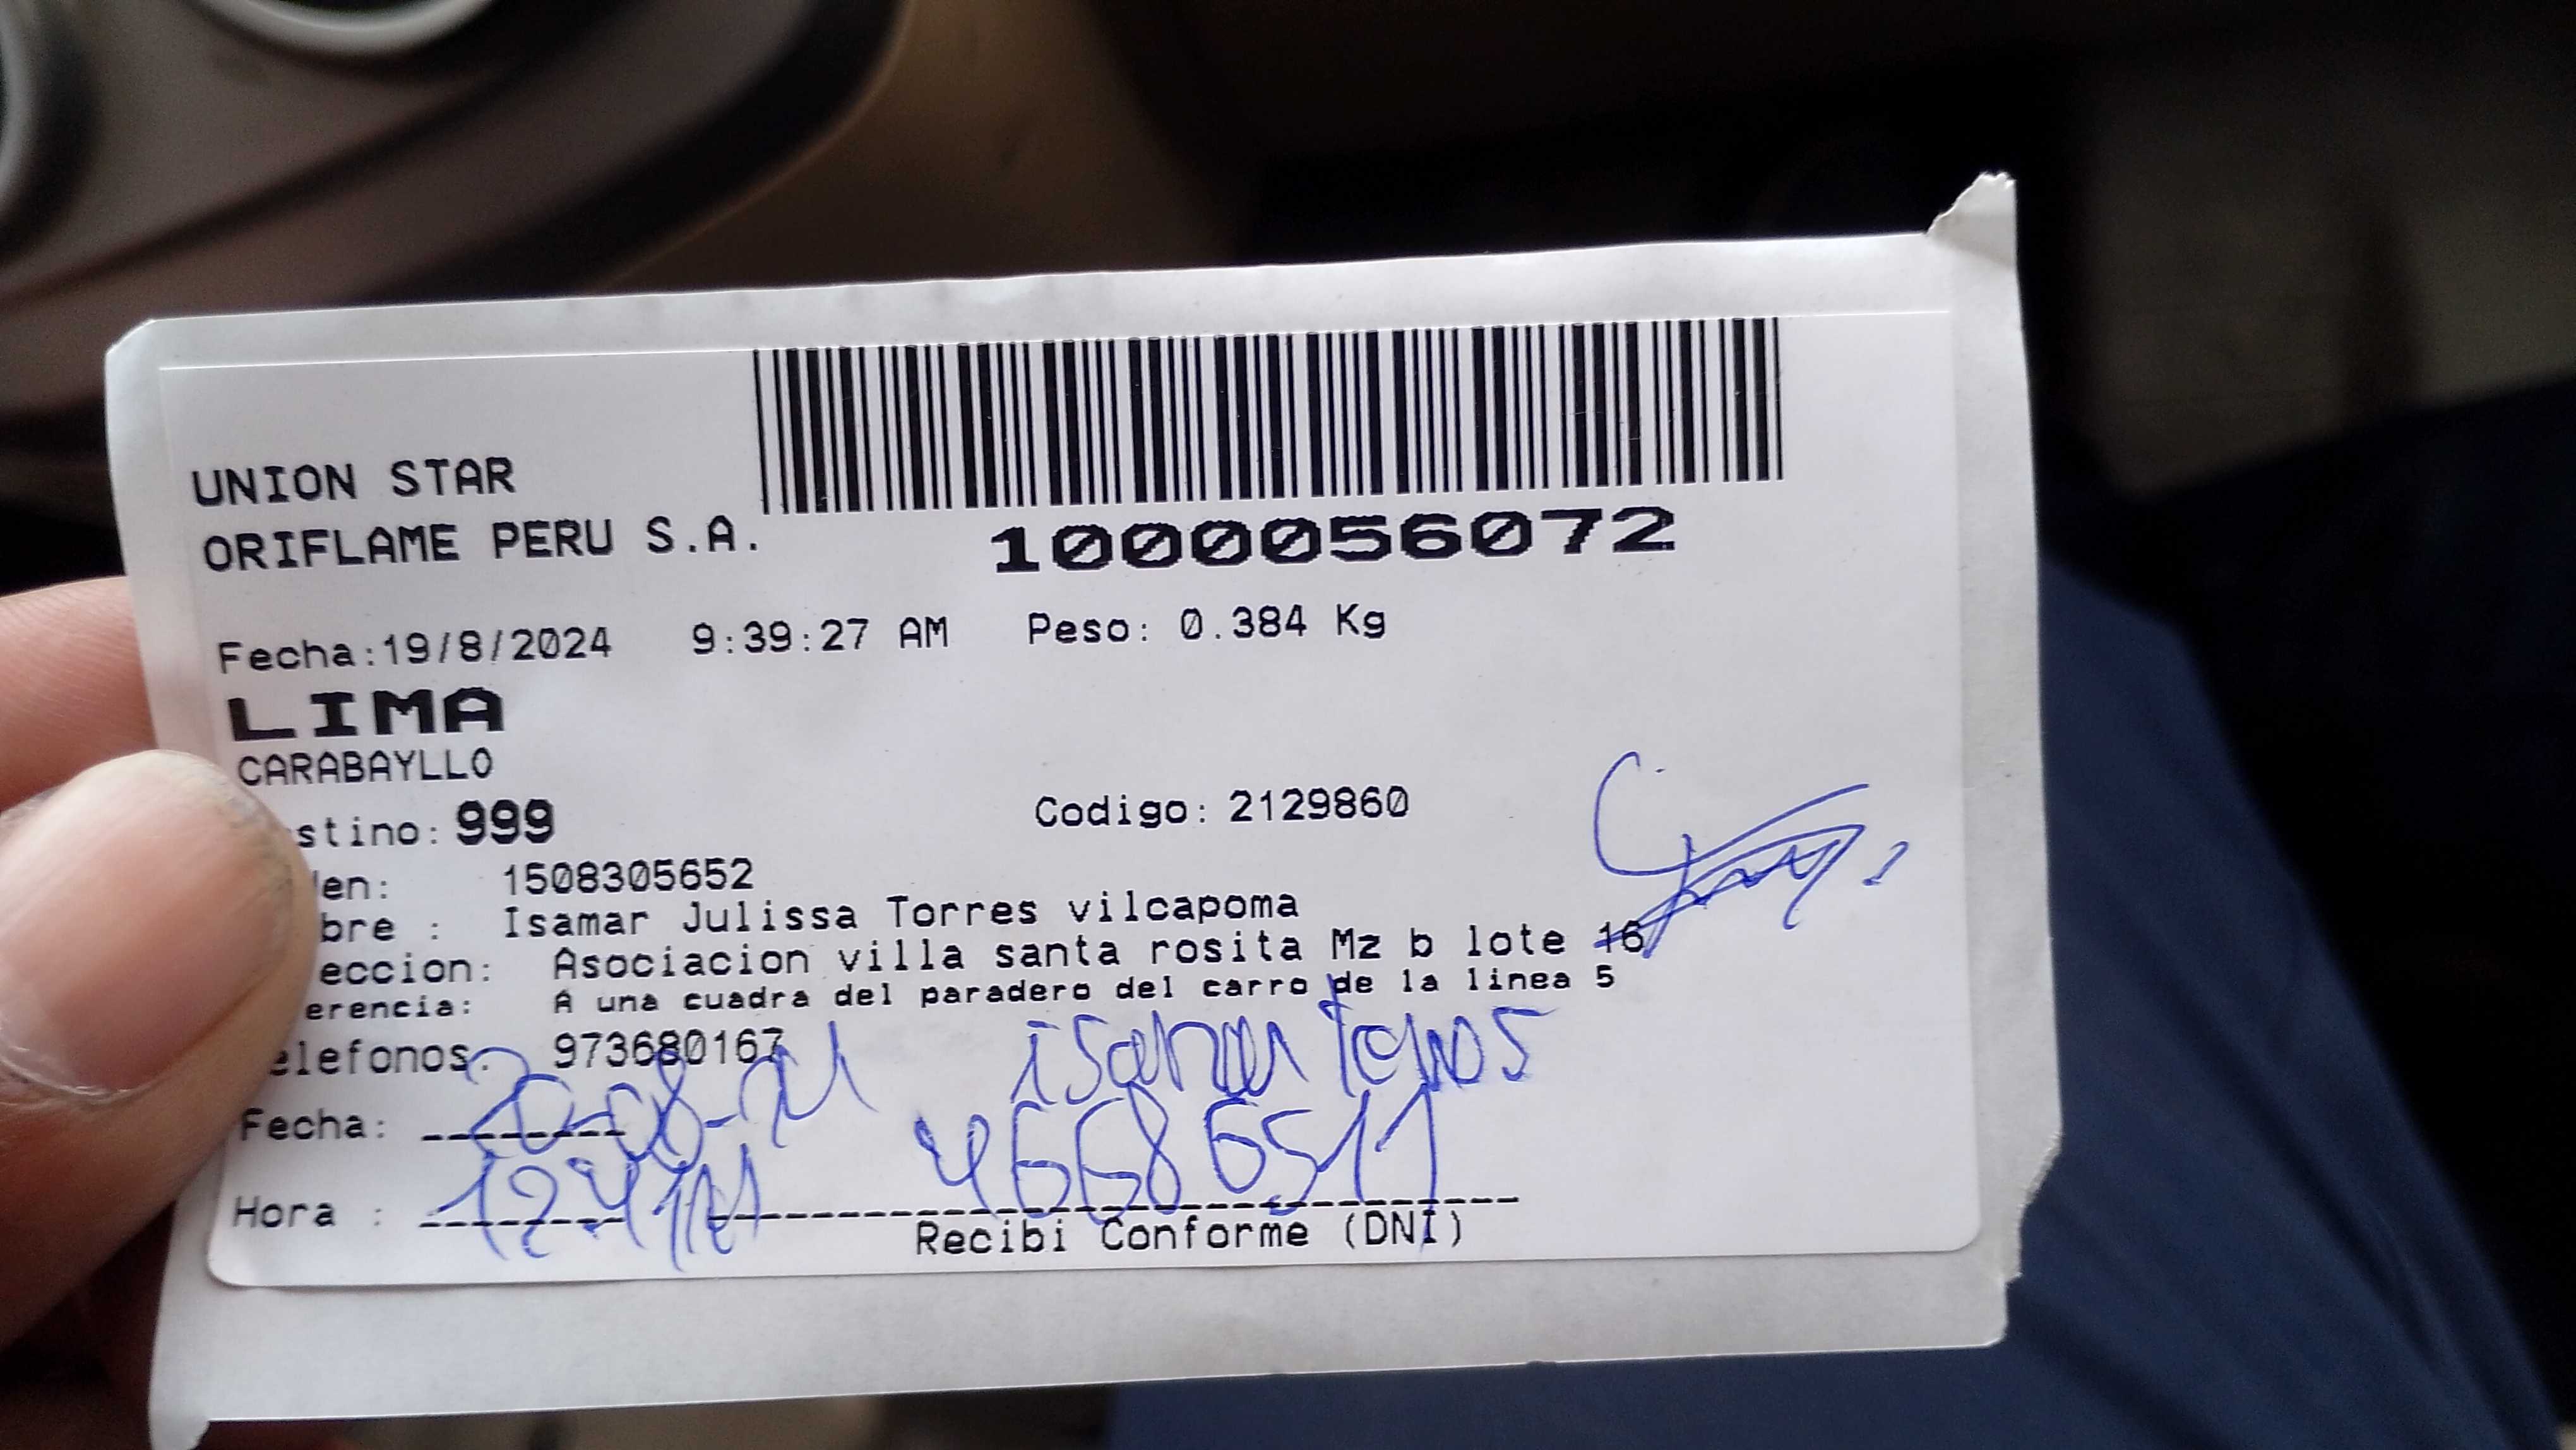 UNION STAR
ORIFLAME PERU S.A.
1000056072
Fecha:19/8/2024 9:39:27 AM Peso: 0.384 Kg
LIMA
CARABAYLLO
stino: 999 Codigo: 2129860
en: 1508305652
bre : Isamar Julissa Torres vilcapoma
eccion: Asociacion villa santa rosita Mz b lote 16
erencia: A una cuadra del paradero del carro de la linea 5
elefonos: 973680167
isamar Torres
Fecha: 20-08-24
46686511
Hora :
Recibi Conforme (DNI)